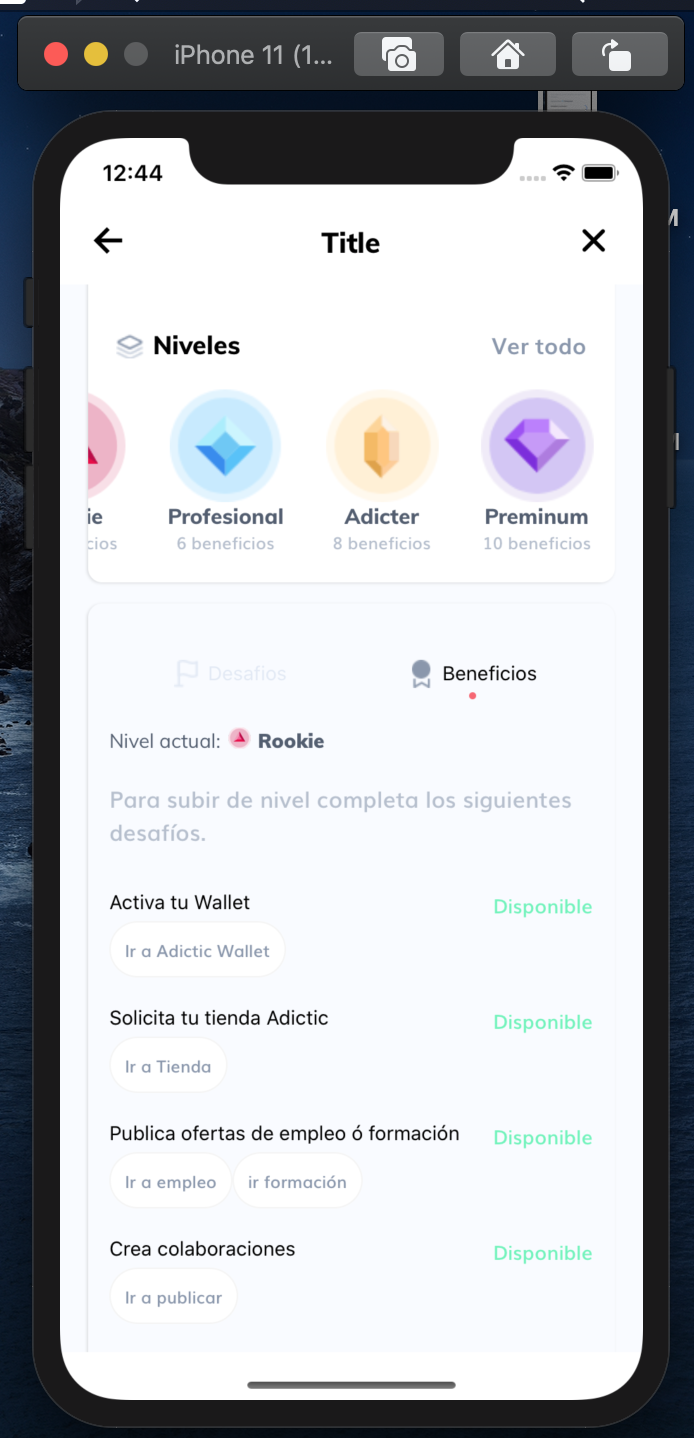 iPhone 11 (1...
12:44
Title
Niveles
Ver todo
ie
Profesional
Adicter
Preminum
cios
6 beneficios
8 beneficios
10 beneficios
Desafios
Beneficios
Nivel actual: Rookie
Para subir de nivel completa los siguientes
desafíos.
Activa tu Wallet
Disponible
Ir a Adictic Wallet
Solicita tu tienda Adictic
Disponible
Ir a Tienda
Publica ofertas de empleo ó formación
Disponible
Ir a empleo
ir formación
Crea colaboraciones
Disponible
Ir a publicar